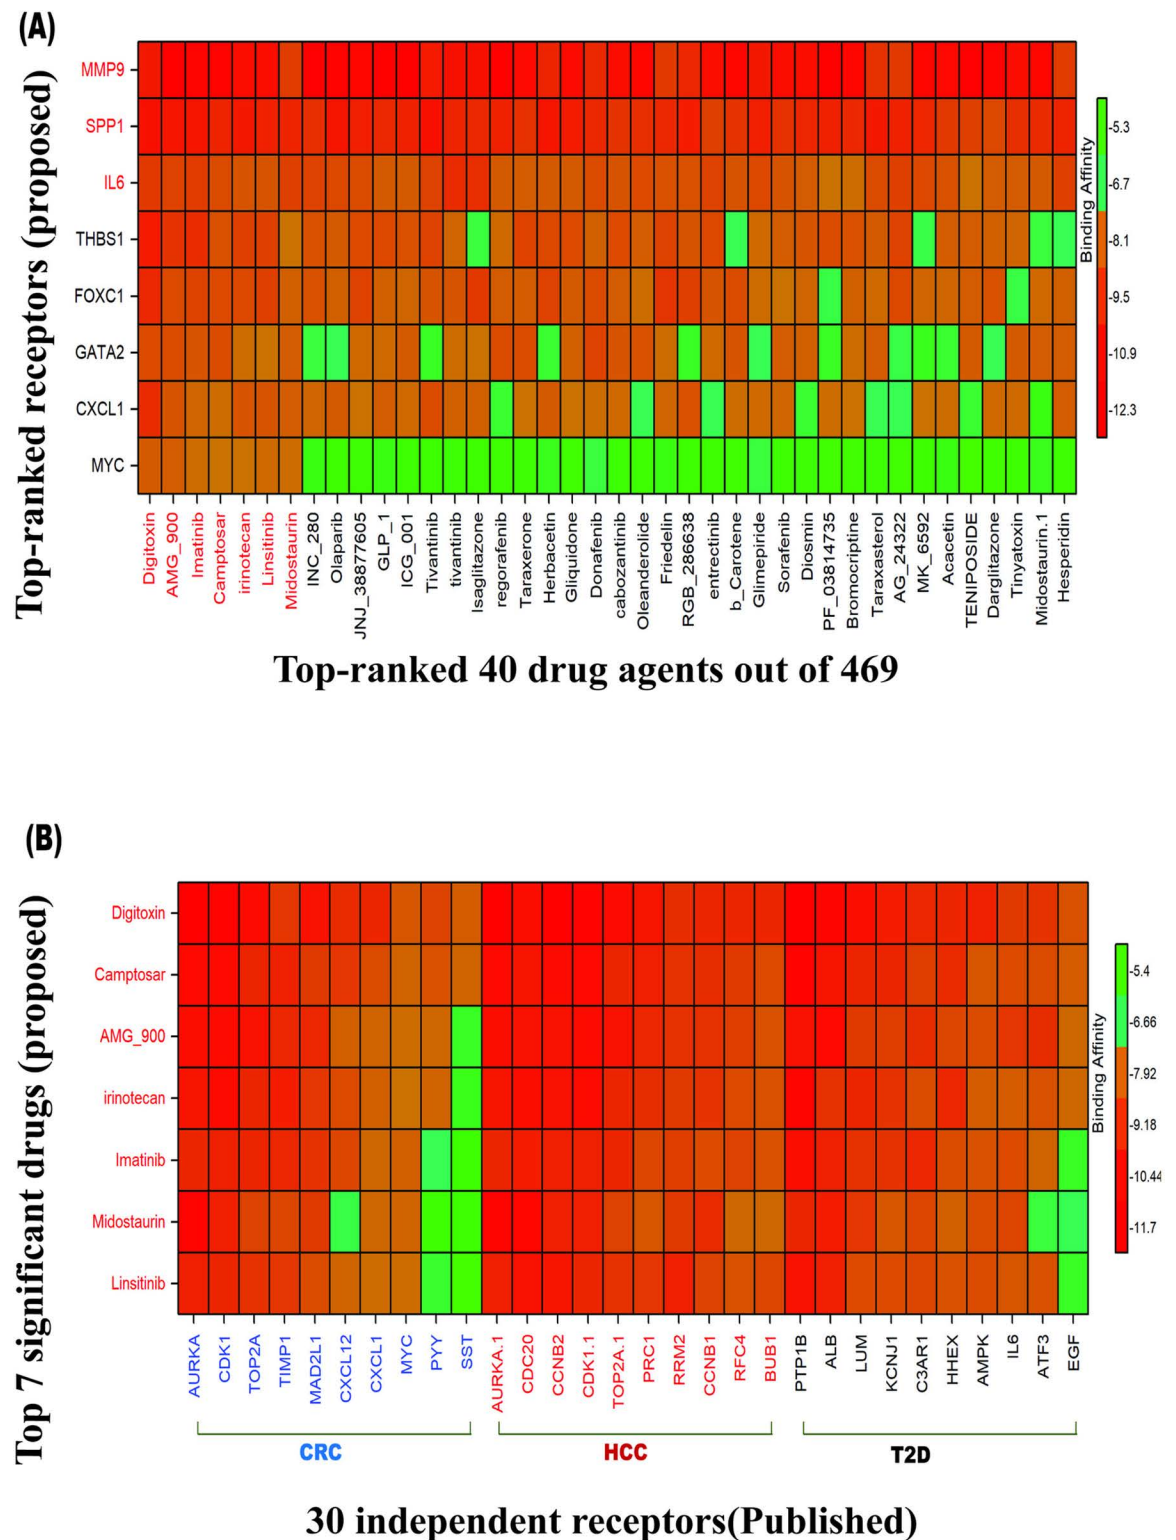 (A)
Top-ranked receptors (proposed)
MMP9
SPP1
IL6
THBS1
FOXC1
GATA2
CXCL1
MYC
Binding Affinity
-5.3
-6.7
-8.1
-9.5
-10.9
-12.3
Digitoxin
AMG_900
Imatinib
Camptosar
irinotecan
Linsitinib
Midostaurin
INC_280
Olaparib
JNJ_38877605
GLP_1
ICG_001
Tivantinib
tivantinib
Isaglitazone
regorafenib
Taraxerone
Herbacetin
Gliquidone
Donafenib
cabozantinib
Oleanderolide
Friedelin
RGB_286638
entrectinib
b_Carotene
Glimepiride
Sorafenib
Diosmin
PF_03814735
Bromocriptine
Taraxasterol
AG_24322
MK_6592
Acacetin
TENIPOSIDE
Darglitazone
Tinyatoxin
Midostaurin.1
Hesperidin
Top-ranked 40 drug agents out of 469
(B)
Top 7 significant drugs (proposed)
Digitoxin
Camptosar
AMG_900
irinotecan
Imatinib
Midostaurin
Linsitinib
Binding Affinity
-5.4
-6.66
-7.92
-9.18
-10.44
-11.7
AURKA
CDK1
TOP2A
TIMP1
MAD2L1
CXCL12
CXCL1
MYC
PYY
SST
AURKA.1
CDC20
CCNB2
CDK1.1
TOP2A.1
PRC1
RRM2
CCNB1
RFC4
BUB1
PTP1B
ALB
LUM
KCNJ1
C3AR1
HHEX
AMPK
IL6
ATF3
EGF
CRC
HCC
T2D
30 independent receptors(Published)